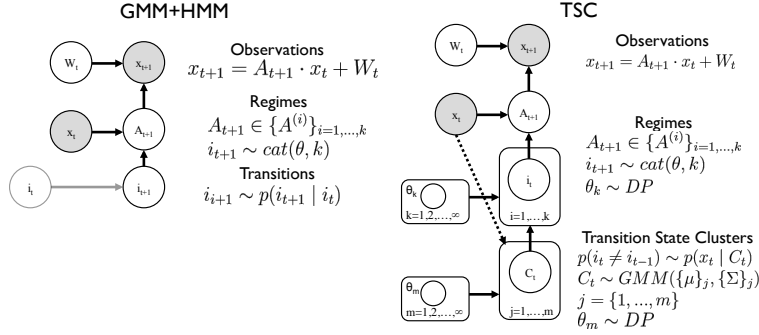 GMM+HMM
W_t
x_{t+1}
x_t
A_{t+1}
i_t
i_{t+1}
Observations
x_{t+1} = A_{t+1} · x_t + W_t
Regimes
A_{t+1} ∈ {A^{(i)}}_{i=1,...,k}
i_{t+1} ∼ cat(θ, k)
Transitions
i_{i+1} ∼ p(i_{t+1} | i_t)
TSC
W_t
x_{t+1}
x_t
A_{t+1}
i_t
i=1,...,k
θ_k
k=1,2,...,∞
C_t
j=1,...,m
θ_m
m=1,2,...,∞
Observations
x_{t+1} = A_{t+1} · x_t + W_t
Regimes
A_{t+1} ∈ {A^{(i)}}_{i=1,...,k}
i_{t+1} ∼ cat(θ, k)
θ_k ∼ DP
Transition State Clusters
p(i_t ≠ i_{t−1}) ∼ p(x_t | C_t)
C_t ∼ GMM({μ}_j, {Σ}_j)
j = {1, ..., m}
θ_m ∼ DP